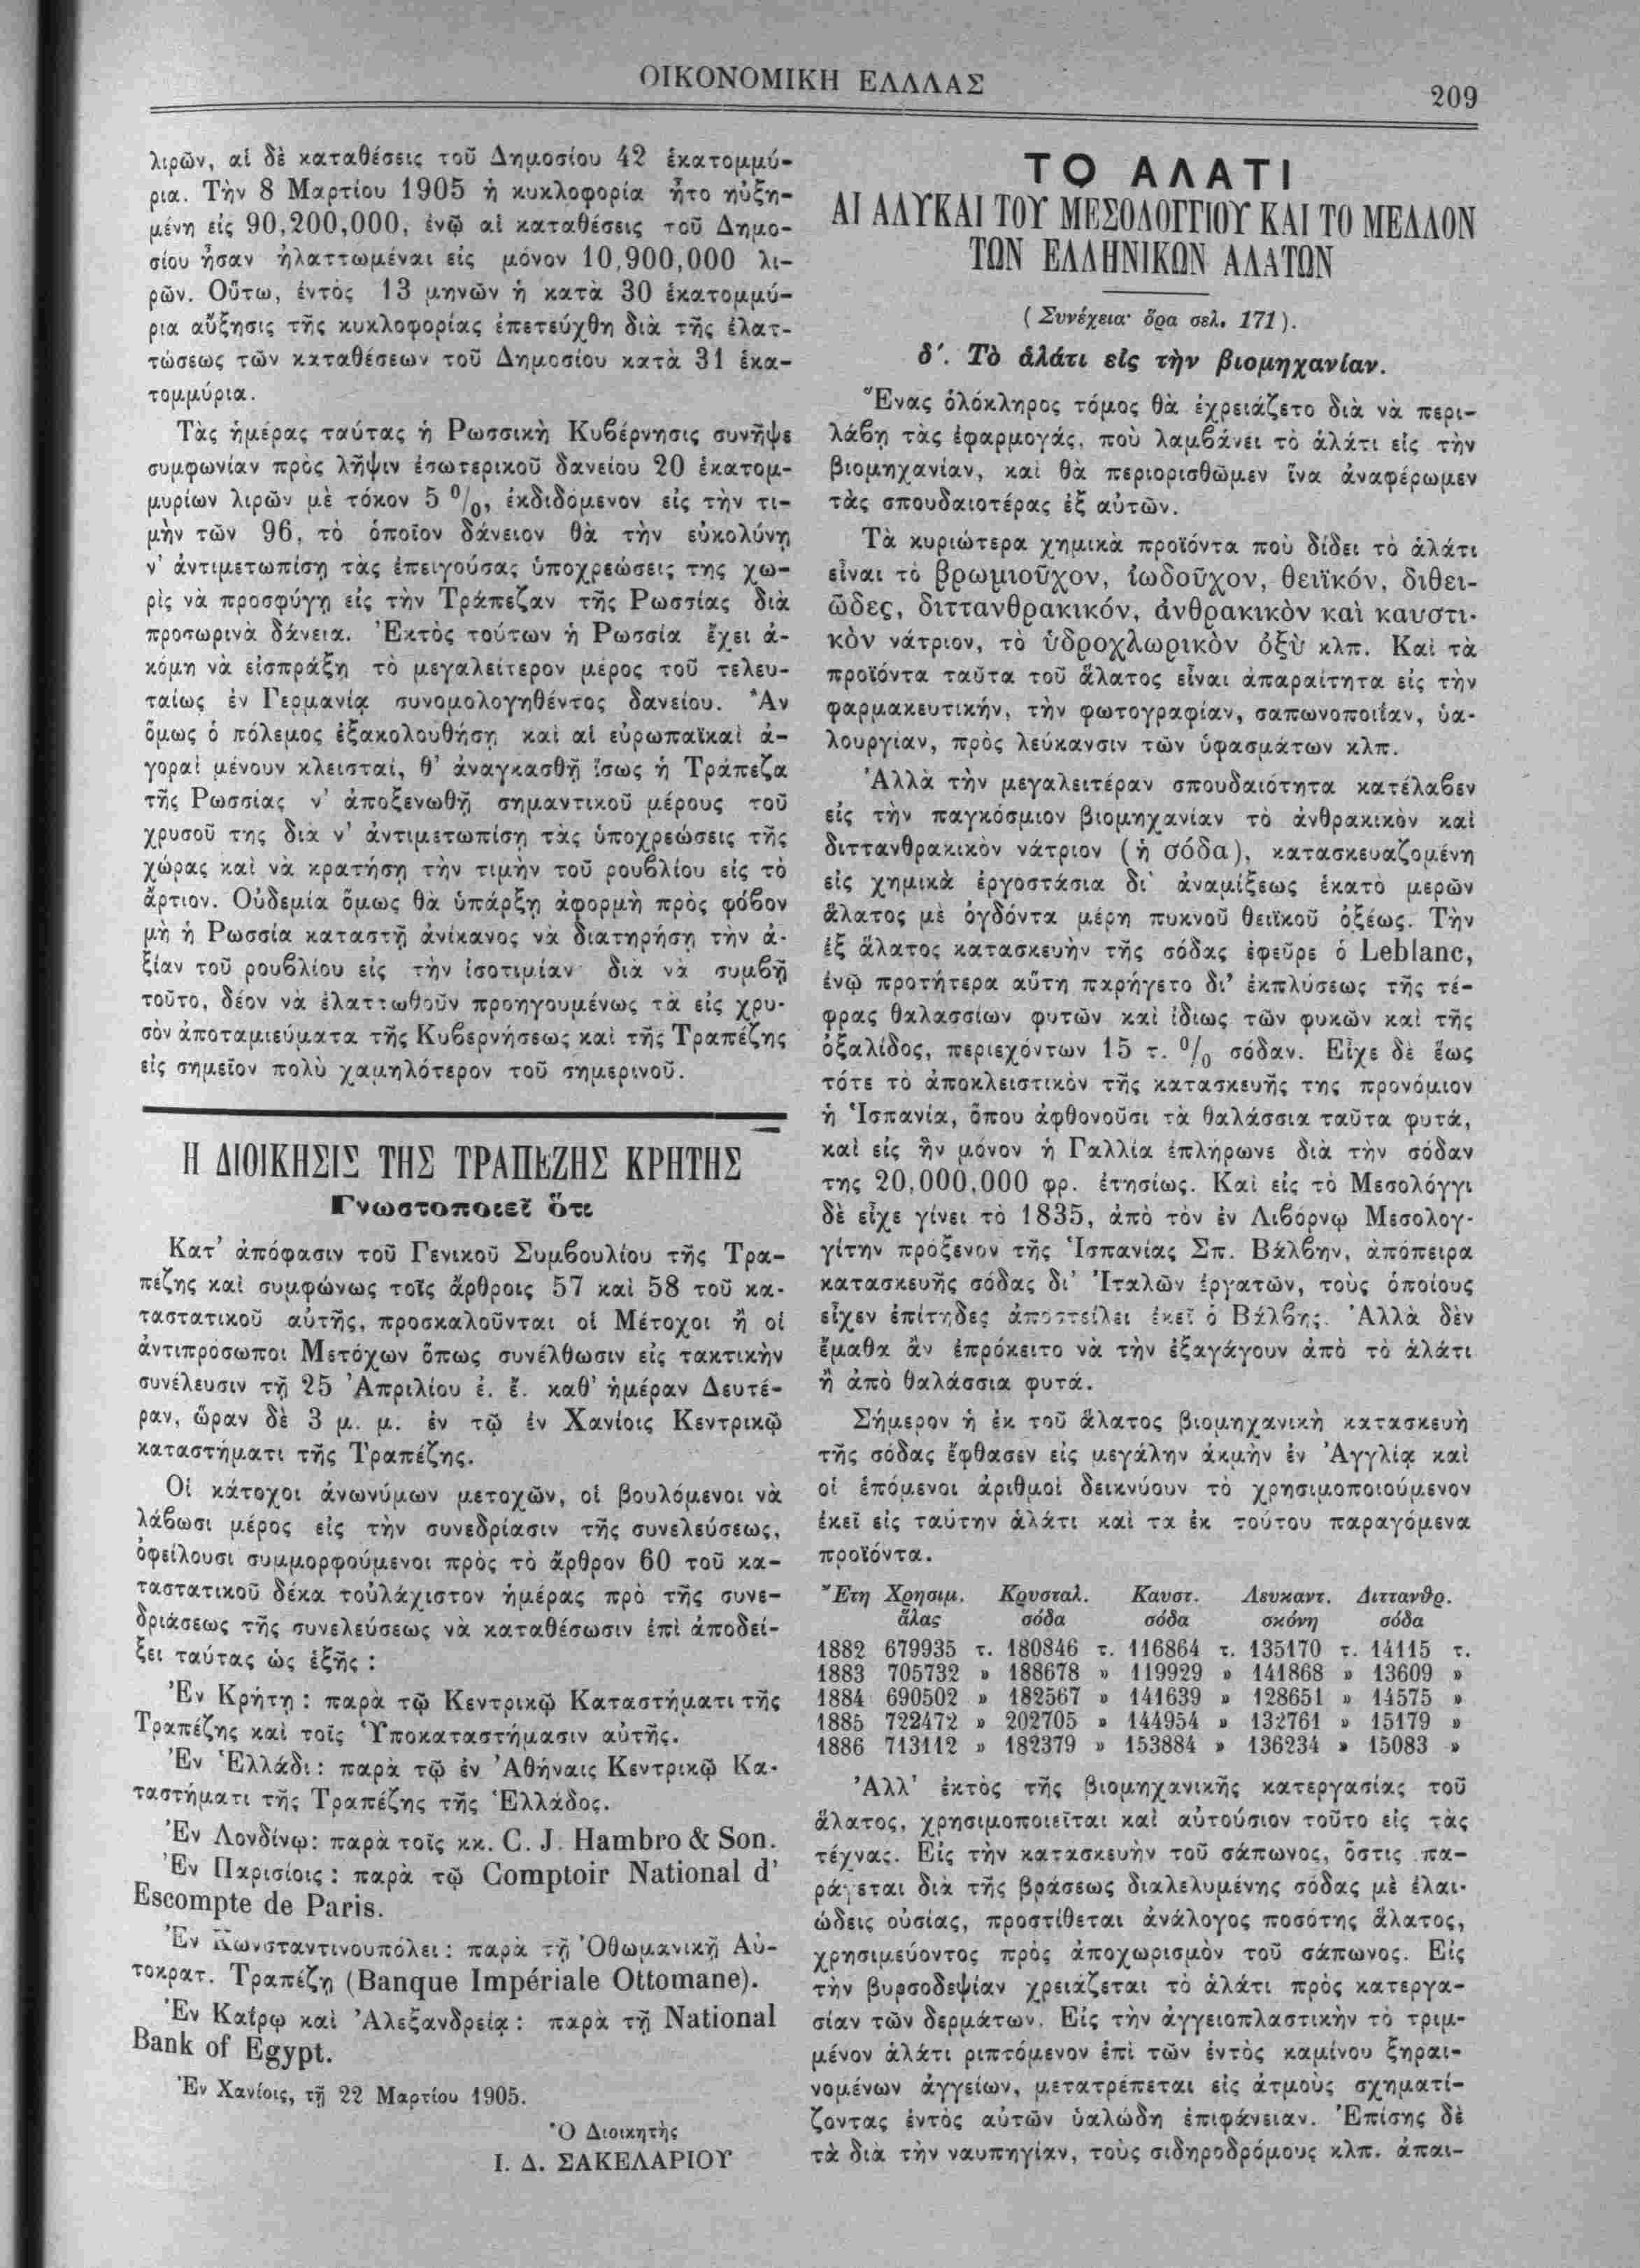 ΟΙΚΟΝΟΜΙΚΗ ΕΛΛΑΣ
209
λιρῶν, αἱ δὲ καταθέσεις τοῦ Δημοσίου 42 ἑκατομμύ-
ρια. Τὴν 8 Μαρτίου 1905 ἡ κυκλοφορία ἦτο ηὐξη-
μένη εἰς 90,200,000, ἐνῷ αἱ καταθέσεις τοῦ Δημο-
σίου ἦσαν ἠλαττωμέναι εἰς μόνον 10,900,000 λι-
ρῶν. Οὕτω, ἐντὸς 13 μηνῶν ἡ κατὰ 30 ἑκατομμύ-
ρια αὔξησις τῆς κυκλοφορίας ἐπετεύχθη διὰ τῆς ἐλατ-
τώσεως τῶν καταθέσεων τοῦ Δημοσίου κατὰ 31 ἑκα-
τομμύρια.
Τὰς ἡμέρας ταύτας ἡ Ρωσσικὴ Κυβέρνησις συνῆψε
συμφωνίαν πρὸς λῆψιν ἐσωτερικοῦ δανείου 20 ἑκατομ-
μυρίων λιρῶν μὲ τόκον 5 %, ἐκδιδόμενον εἰς τὴν τι-
μὴν τῶν 96, τὸ ὁποῖον δάνειον θὰ τὴν εὐκολύνῃ
ν' ἀντιμετωπίσῃ τὰς ἐπειγούσας ὑποχρεώσεις της χω-
ρὶς νὰ προσφύγῃ εἰς τὴν Τράπεζαν τῆς Ρωσσίας διὰ
προσωρινὰ δάνεια. Ἐκτὸς τούτων ἡ Ρωσσία ἔχει ἀ-
κόμη νὰ εἰσπράξῃ τὸ μεγαλείτερον μέρος τοῦ τελευ-
ταίως ἐν Γερμανίᾳ συνομολογηθέντος δανείου. Ἂν
ὅμως ὁ πόλεμος ἐξακολουθήσῃ καὶ αἱ εὐρωπαϊκαὶ ἀ-
γοραὶ μένουν κλεισταί, θ' ἀναγκασθῇ ἴσως ἡ Τράπεζα
τῆς Ρωσσίας ν' ἀποξενωθῇ σημαντικοῦ μέρους τοῦ
χρυσοῦ της διὰ ν' ἀντιμετωπίσῃ τὰς ὑποχρεώσεις τῆς
χώρας καὶ νὰ κρατήσῃ τὴν τιμὴν τοῦ ρουβλίου εἰς τὸ
ἄρτιον. Οὐδεμία ὅμως θὰ ὑπάρξῃ ἀφορμὴ πρὸς φόβον
μὴ ἡ Ρωσσία καταστῇ ἀνίκανος νὰ διατηρήσῃ τὴν ἀ-
ξίαν τοῦ ρουβλίου εἰς τὴν ἰσοτιμίαν· διὰ νὰ συμβῇ
τοῦτο, δέον νὰ ἐλαττωθοῦν προηγουμένως τὰ εἰς χρυ-
σὸν ἀποταμιεύματα τῆς Κυβερνήσεως καὶ τῆς Τραπέζης
εἰς σημεῖον πολὺ χαμηλότερον τοῦ σημερινοῦ.
Η ΔΙΟΙΚΗΣΙΣ ΤΗΣ ΤΡΑΠΕΖΗΣ ΚΡΗΤΗΣ
Γνωστοποιεῖ ὅτι
Κατ' ἀπόφασιν τοῦ Γενικοῦ Συμβουλίου τῆς Τρα-
πέζης καὶ συμφώνως τοῖς ἄρθροις 57 καὶ 58 τοῦ κα-
ταστατικοῦ αὐτῆς, προσκαλοῦνται οἱ Μέτοχοι ἢ οἱ
ἀντιπρόσωποι Μετόχων ὅπως συνέλθωσιν εἰς τακτικὴν
συνέλευσιν τῇ 25 Ἀπριλίου ἐ. ἔ. καθ' ἡμέραν Δευτέ-
ραν, ὥραν δὲ 3 μ. μ. ἐν τῷ ἐν Χανίοις Κεντρικῷ
καταστήματι τῆς Τραπέζης.
Οἱ κάτοχοι ἀνωνύμων μετοχῶν, οἱ βουλόμενοι νὰ
λάβωσι μέρος εἰς τὴν συνεδρίασιν τῆς συνελεύσεως,
ὀφείλουσι συμμορφούμενοι πρὸς τὸ ἄρθρον 60 τοῦ κα-
ταστατικοῦ δέκα τοὐλάχιστον ἡμέρας πρὸ τῆς συνε-
δριάσεως τῆς συνελεύσεως νὰ καταθέσωσιν ἐπὶ ἀποδεί-
ξει ταύτας ὡς ἑξῆς :
Ἐν Κρήτῃ : παρὰ τῷ Κεντρικῷ Καταστήματι τῆς
Τραπέζης καὶ τοῖς Ὑποκαταστήμασιν αὐτῆς.
Ἐν Ἑλλάδι : παρὰ τῷ ἐν Ἀθήναις Κεντρικῷ Κα-
ταστήματι τῆς Τραπέζης τῆς Ἑλλάδος.
Ἐν Λονδίνῳ: παρὰ τοῖς κκ. C. J. Hambro & Son.
Ἐν Παρισίοις : παρὰ τῷ Comptoir National d'
Escompte de Paris.
Ἐν Κωνσταντινουπόλει : παρὰ τῇ Ὀθωμανικῇ Αὐ-
τοκρατ. Τραπέζῃ (Banque Impériale Ottomane).
Ἐν Καΐρῳ καὶ Ἀλεξανδρείᾳ : παρὰ τῇ National
Bank of Egypt.
Ἐν Χανίοις, τῇ 22 Μαρτίου 1905.
Ὁ Διοικητὴς
Ι. Δ. ΣΑΚΕΛΑΡΙΟΥ
ΤΟ ΑΛΑΤΙ
ΑΙ ΑΛΥΚΑΙ ΤΟΥ ΜΕΣΟΛΟΓΓΙΟΥ ΚΑΙ ΤΟ ΜΕΛΛΟΝ
ΤΩΝ ΕΛΛΗΝΙΚΩΝ ΑΛΑΤΩΝ
( Συνέχεια· ὅρα σελ. 171 ).
δ'. Τὸ ἁλάτι εἰς τὴν βιομηχανίαν.
Ἕνας ὁλόκληρος τόμος θὰ ἐχρειάζετο διὰ νὰ περι-
λάβῃ τὰς ἐφαρμογάς, ποὺ λαμβάνει τὸ ἁλάτι εἰς τὴν
βιομηχανίαν, καὶ θὰ περιορισθῶμεν ἵνα ἀναφέρωμεν
τὰς σπουδαιοτέρας ἐξ αὐτῶν.
Τὰ κυριώτερα χημικὰ προϊόντα ποὺ δίδει τὸ ἁλάτι
εἶναι τὸ βρωμιοῦχον, ἰωδοῦχον, θειϊκόν, διθει-
ῶδες, διττανθρακικόν, ἀνθρακικὸν καὶ καυστι-
κὸν νάτριον, τὸ ὑδροχλωρικὸν ὀξὺ κλπ. Καὶ τὰ
προϊόντα ταῦτα τοῦ ἅλατος εἶναι ἀπαραίτητα εἰς τὴν
φαρμακευτικήν, τὴν φωτογραφίαν, σαπωνοποιΐαν, ὑα-
λουργίαν, πρὸς λεύκανσιν τῶν ὑφασμάτων κλπ.
Ἀλλὰ τὴν μεγαλειτέραν σπουδαιότητα κατέλαβεν
εἰς τὴν παγκόσμιον βιομηχανίαν τὸ ἀνθρακικὸν καὶ
διττανθρακικὸν νάτριον (ἡ σόδα), κατασκευαζομένη
εἰς χημικὰ ἐργοστάσια δι' ἀναμίξεως ἑκατὸ μερῶν
ἅλατος μὲ ὀγδόντα μέρη πυκνοῦ θειϊκοῦ ὀξέως. Τὴν
ἐξ ἅλατος κατασκευὴν τῆς σόδας ἐφεῦρε ὁ Leblanc,
ἐνῷ προτήτερα αὕτη παρήγετο δι' ἐκπλύσεως τῆς τέ-
φρας θαλασσίων φυτῶν καὶ ἰδίως τῶν φυκῶν καὶ τῆς
ὀξαλίδος, περιεχόντων 15 τ. % σόδαν. Εἶχε δὲ ἕως
τότε τὸ ἀποκλειστικὸν τῆς κατασκευῆς της προνόμιον
ἡ Ἱσπανία, ὅπου ἀφθονοῦσι τὰ θαλάσσια ταῦτα φυτά,
καὶ εἰς ἣν μόνον ἡ Γαλλία ἐπλήρωνε διὰ τὴν σόδαν
της 20,000,000 φρ. ἐτησίως. Καὶ εἰς τὸ Μεσολόγγι
δὲ εἶχε γίνει τὸ 1835, ἀπὸ τὸν ἐν Λιβόρνῳ Μεσολογ-
γίτην πρόξενον τῆς Ἱσπανίας Σπ. Βάλβην, ἀπόπειρα
κατασκευῆς σόδας δι' Ἰταλῶν ἐργατῶν, τοὺς ὁποίους
εἶχεν ἐπίτηδες ἀποστείλει ἐκεῖ ὁ Βάλβης. Ἀλλὰ δὲν
ἔμαθα ἂν ἐπρόκειτο νὰ τὴν ἐξαγάγουν ἀπὸ τὸ ἁλάτι
ἢ ἀπὸ θαλάσσια φυτά.
Σήμερον ἡ ἐκ τοῦ ἅλατος βιομηχανικὴ κατασκευὴ
τῆς σόδας ἔφθασεν εἰς μεγάλην ἀκμὴν ἐν Ἀγγλίᾳ καὶ
οἱ ἑπόμενοι ἀριθμοὶ δεικνύουν τὸ χρησιμοποιούμενον
ἐκεῖ εἰς ταύτην ἁλάτι καὶ τὰ ἐκ τούτου παραγόμενα
προϊόντα.
Ἔτη Χρησιμ. Κρυσταλ. Καυστ. Λευκαντ. Διττανθρ.
ἅλας σόδα σόδα σκόνη σόδα
1882 679935 τ. 180846 τ. 116864 τ. 135170 τ. 14115 τ.
1883 705732 » 188678 » 119929 » 141868 » 13609 »
1884 690502 » 182567 » 141639 » 128651 » 14575 »
1885 722472 » 202705 » 144954 » 132761 » 15179 »
1886 713112 » 182379 » 153884 » 136234 » 15083 »
Ἀλλ' ἐκτὸς τῆς βιομηχανικῆς κατεργασίας τοῦ
ἅλατος, χρησιμοποιεῖται καὶ αὐτούσιον τοῦτο εἰς τὰς
τέχνας. Εἰς τὴν κατασκευὴν τοῦ σάπωνος, ὅστις πα-
ράγεται διὰ τῆς βράσεως διαλελυμένης σόδας μὲ ἐλαι-
ώδεις οὐσίας, προστίθεται ἀνάλογος ποσότης ἅλατος,
χρησιμεύοντος πρὸς ἀποχωρισμὸν τοῦ σάπωνος. Εἰς
τὴν βυρσοδεψίαν χρειάζεται τὸ ἁλάτι πρὸς κατεργα-
σίαν τῶν δερμάτων. Εἰς τὴν ἀγγειοπλαστικὴν τὸ τριμ-
μένον ἁλάτι ριπτόμενον ἐπὶ τῶν ἐντὸς καμίνου ξηραι-
νομένων ἀγγείων, μετατρέπεται εἰς ἀτμοὺς σχηματί-
ζοντας ἐντὸς αὐτῶν ὑαλώδη ἐπιφάνειαν. Ἐπίσης δὲ
τὰ διὰ τὴν ναυπηγίαν, τοὺς σιδηροδρόμους κλπ. ἀπαι-